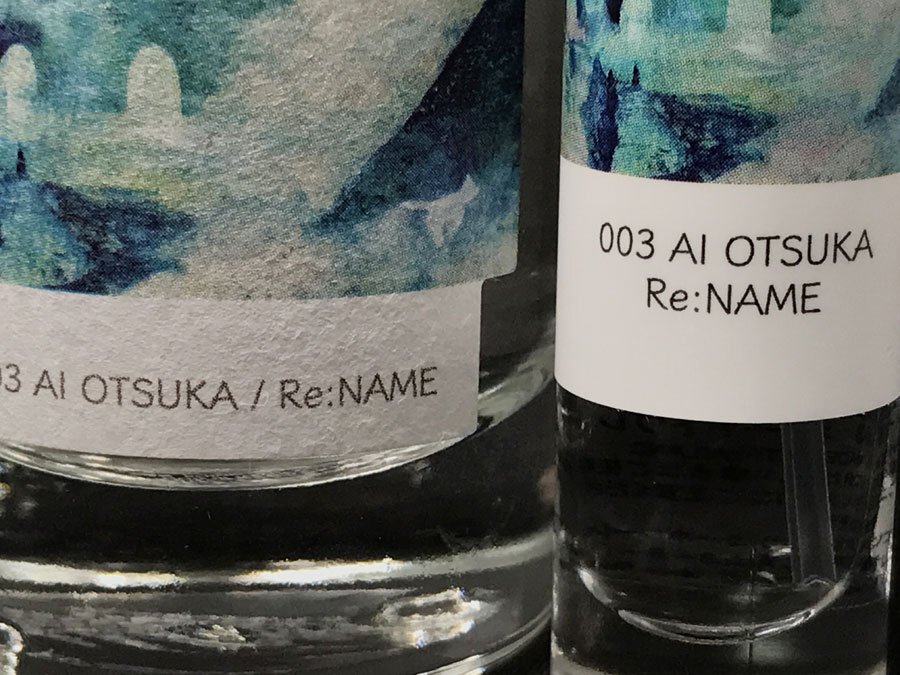 03 AI OTSUKA / Re:NAME
003 AI OTSUKA
Re:NAME